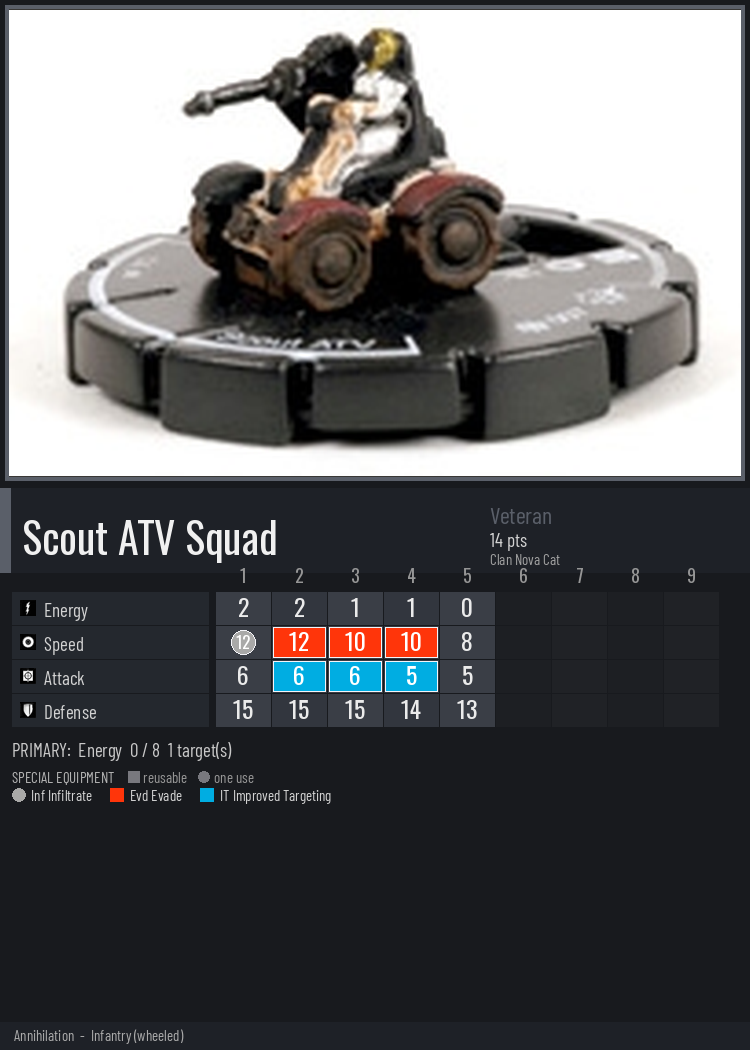 Scout ATV
Scout ATV Squad
Veteran
14 pts
Clan Nova Cat
1 2 3 4 5 6 7 8 9
Energy 2 2 1 1 0
Speed 12 12 10 10 8
Attack 6 6 6 5 5
Defense 15 15 15 14 13
PRIMARY: Energy 0 / 8 1 target(s)
SPECIAL EQUIPMENT reusable one use
Inf Infiltrate Evd Evade IT Improved Targeting
Annihilation - Infantry (wheeled)